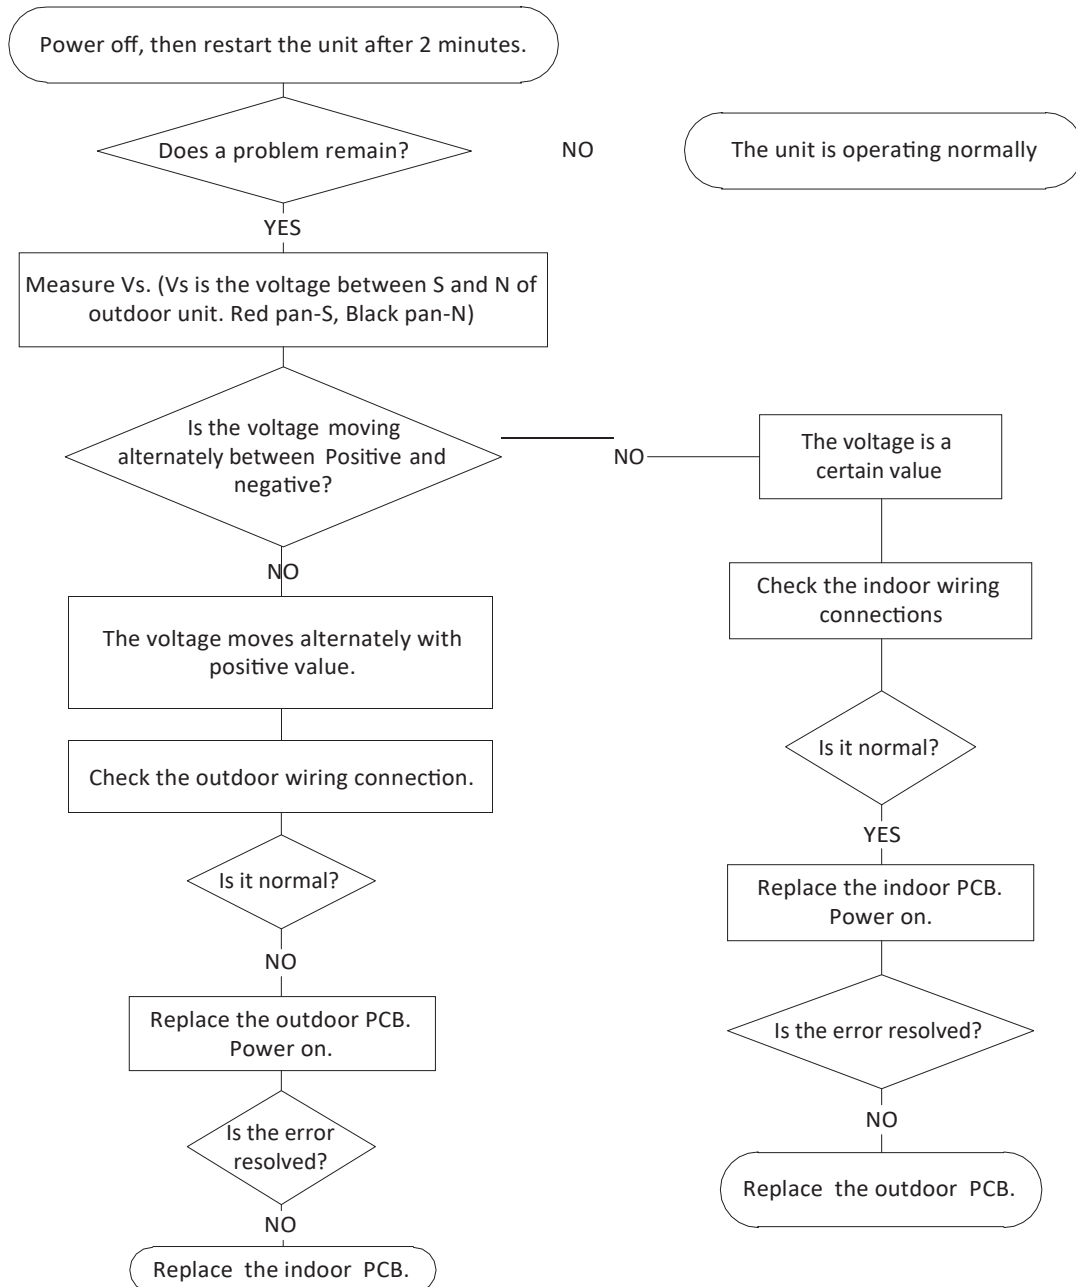 Power off, then restart the unit after 2 minutes.
Does a problem remain?
NO
The unit is operating normally
YES
Measure Vs. (Vs is the voltage between S and N of
outdoor unit. Red pan-S, Black pan-N)
Is the voltage moving
alternately between Positive and
negative?
NO
The voltage is a
certain value
Check the indoor wiring
connections
Is it normal?
YES
Replace the indoor PCB.
Power on.
Is the error resolved?
NO
Replace the outdoor PCB.
NO
The voltage moves alternately with
positive value.
Check the outdoor wiring connection.
Is it normal?
NO
Replace the outdoor PCB.
Power on.
Is the error
resolved?
NO
Replace the indoor PCB.